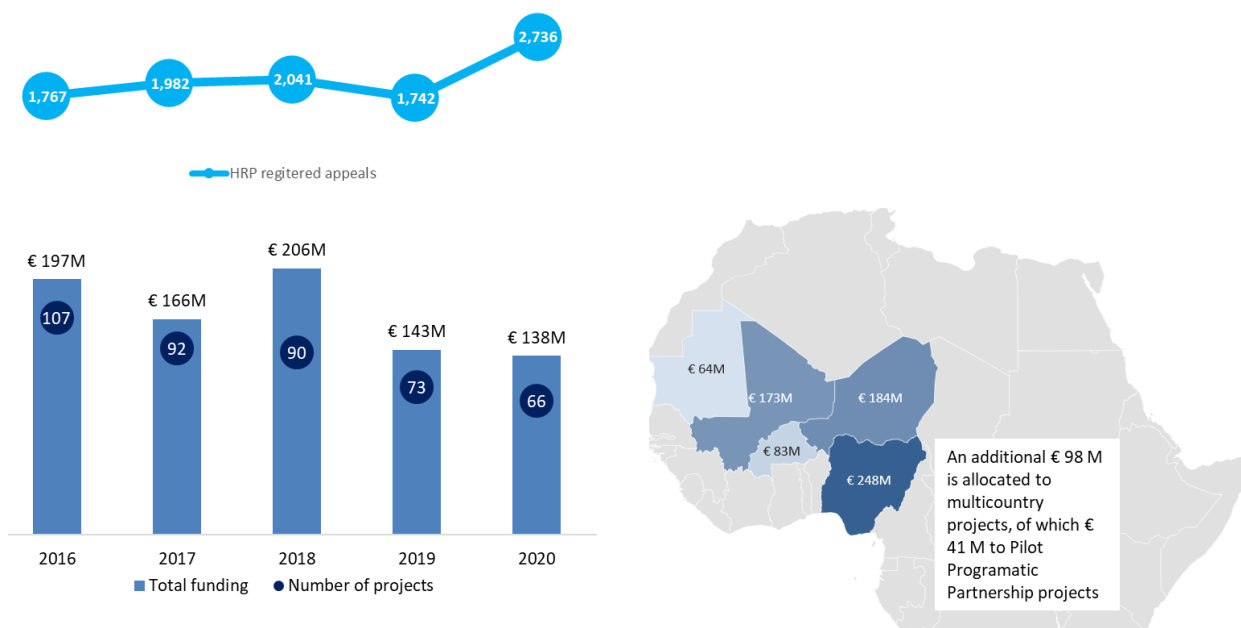 2,736
1,982
2,041
1,767
1,742
HRP regitered appeals
€ 197M
€ 166M
€ 206M
€ 143M
€ 138M
107
92
90
73
66
2016
2017
2018
2019
2020
Total funding
Number of projects
€ 64M
€ 173M
€ 184M
€ 83M
€ 248M
An additional € 98 M
is allocated to
multicountry
projects, of which €
41 M to Pilot
Programatic
Partnership projects